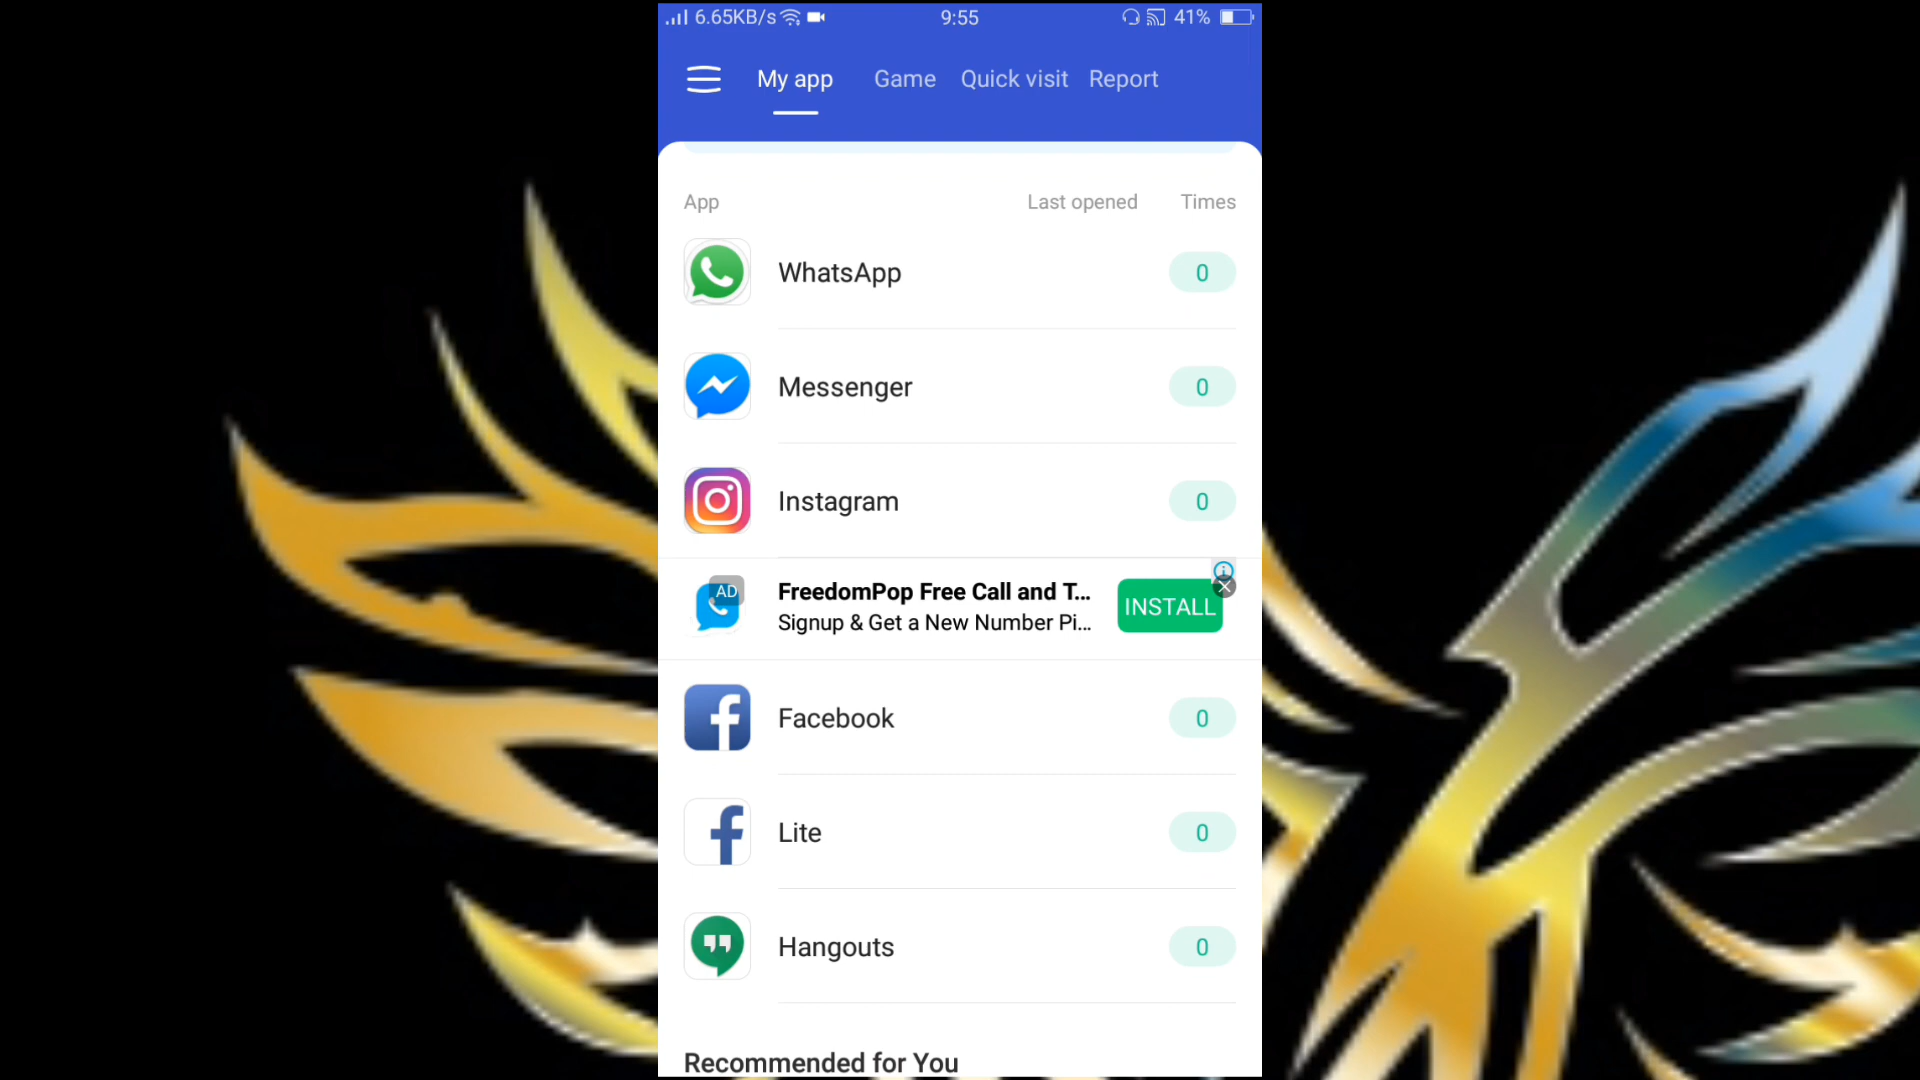 6.65KB/s 9:55 41%
My app Game Quick visit Report
App Last opened Times
WhatsApp 0
Messenger 0
Instagram 0
AD FreedomPop Free Call and T... INSTALL
Signup & Get a New Number Pi...
Facebook 0
Lite 0
Hangouts 0
Recommended for You